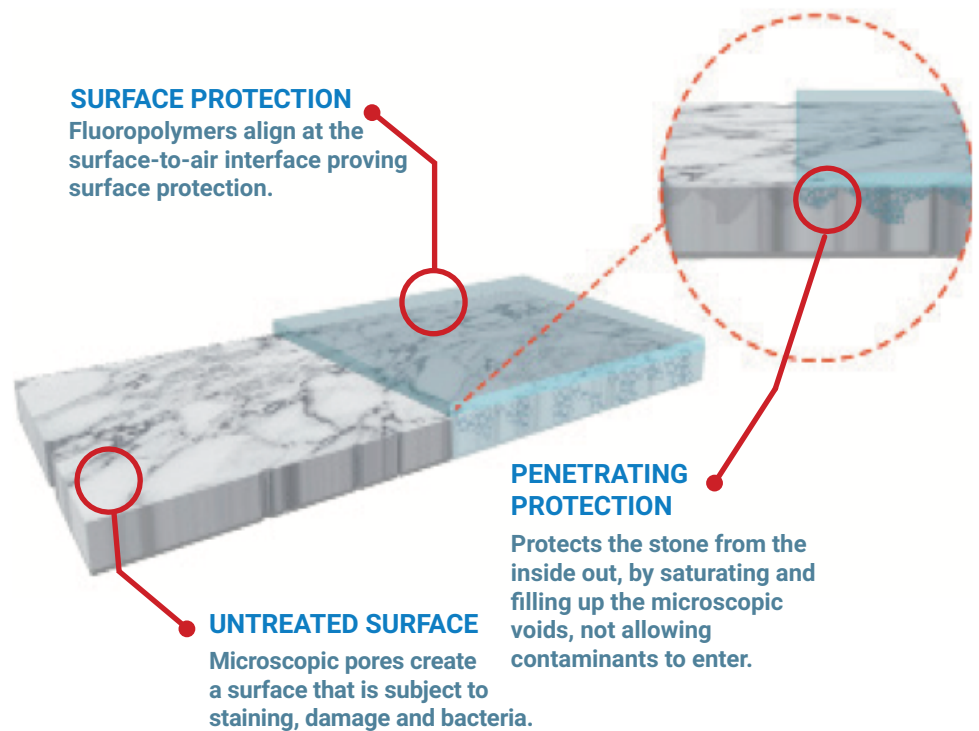 SURFACE PROTECTION
Fluoropolymers align at the
surface-to-air interface proving
surface protection.
PENETRATING
PROTECTION
Protects the stone from the
inside out, by saturating and
filling up the microscopic
voids, not allowing
contaminants to enter.
UNTREATED SURFACE
Microscopic pores create
a surface that is subject to
staining, damage and bacteria.